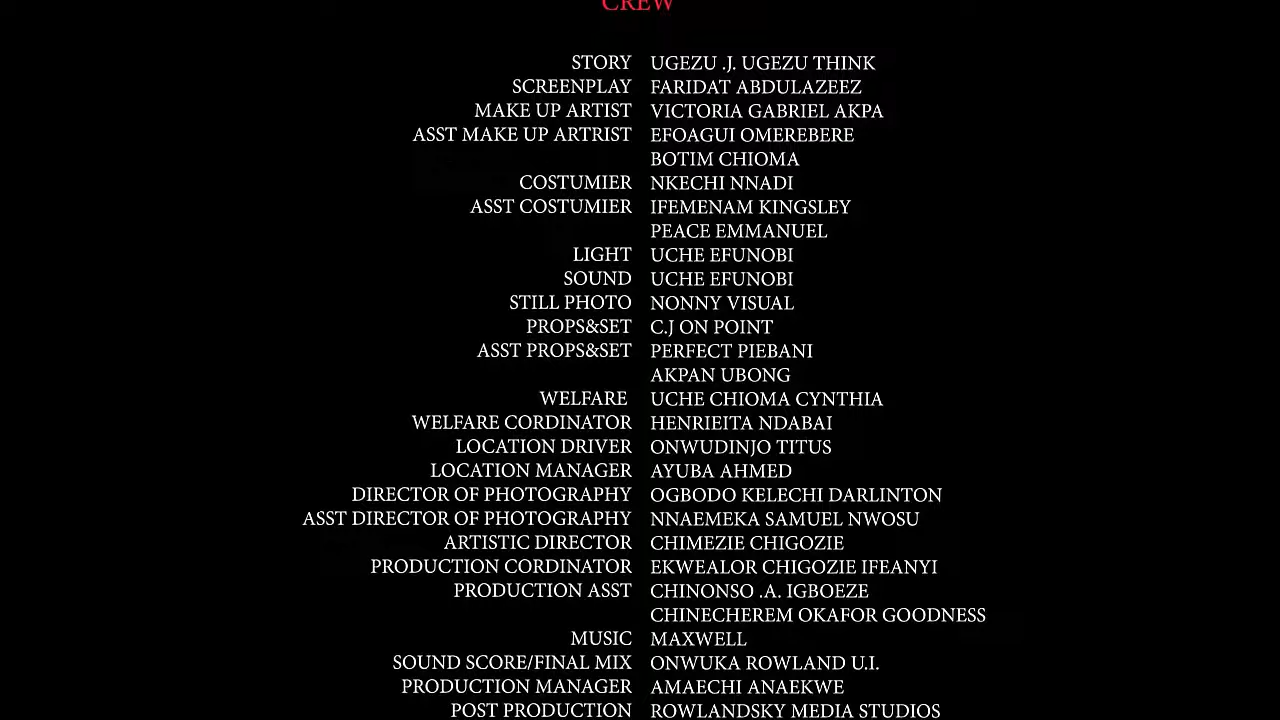 CREW
STORY UGEZU .J. UGEZU THINK
SCREENPLAY FARIDAT ABDULAZEEZ
MAKE UP ARTIST VICTORIA GABRIEL AKPA
ASST MAKE UP ARTRIST EFOAGUI OMEREBERE
BOTIM CHIOMA
COSTUMIER NKECHI NNADI
ASST COSTUMIER IFEMENAM KINGSLEY
PEACE EMMANUEL
LIGHT UCHE EFUNOBI
SOUND UCHE EFUNOBI
STILL PHOTO NONNY VISUAL
PROPS&SET C.J ON POINT
ASST PROPS&SET PERFECT PIEBANI
AKPAN UBONG
WELFARE UCHE CHIOMA CYNTHIA
WELFARE CORDINATOR HENRIEITA NDABAI
LOCATION DRIVER ONWUDINJO TITUS
LOCATION MANAGER AYUBA AHMED
DIRECTOR OF PHOTOGRAPHY OGBODO KELECHI DARLINTON
ASST DIRECTOR OF PHOTOGRAPHY NNAEMEKA SAMUEL NWOSU
ARTISTIC DIRECTOR CHIMEZIE CHIGOZIE
PRODUCTION CORDINATOR EKWEALOR CHIGOZIE IFEANYI
PRODUCTION ASST CHINONSO .A. IGBOEZE
CHINECHEREM OKAFOR GOODNESS
MUSIC MAXWELL
SOUND SCORE/FINAL MIX ONWUKA ROWLAND U.I.
PRODUCTION MANAGER AMAECHI ANAEKWE
POST PRODUCTION ROWLANDSKY MEDIA STUDIOS